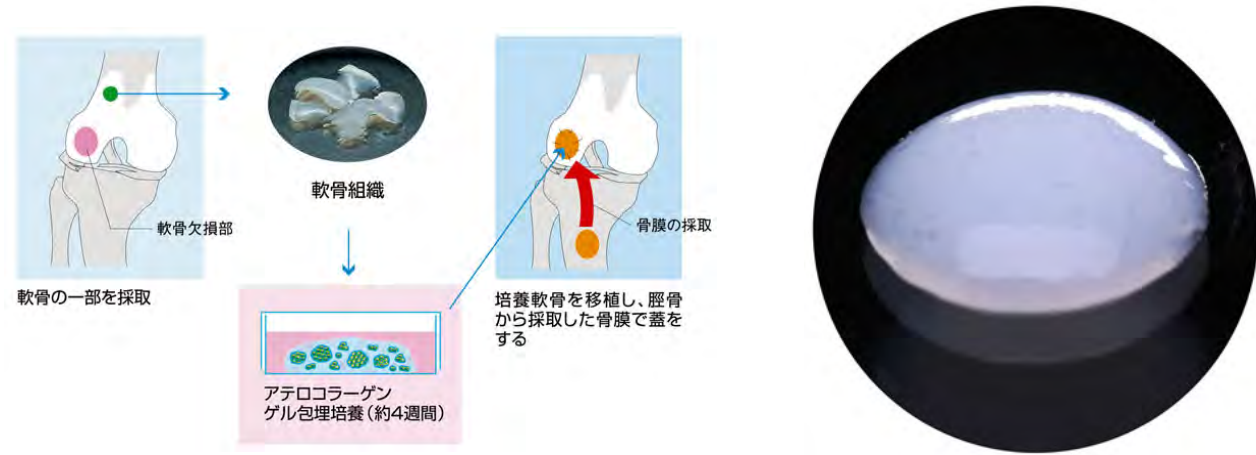 軟骨欠損部
軟骨の一部を採取
軟骨組織
アテロコラーゲン
ゲル包埋培養（約4週間）
骨膜の採取
培養軟骨を移植し、脛骨
から採取した骨膜で蓋を
する